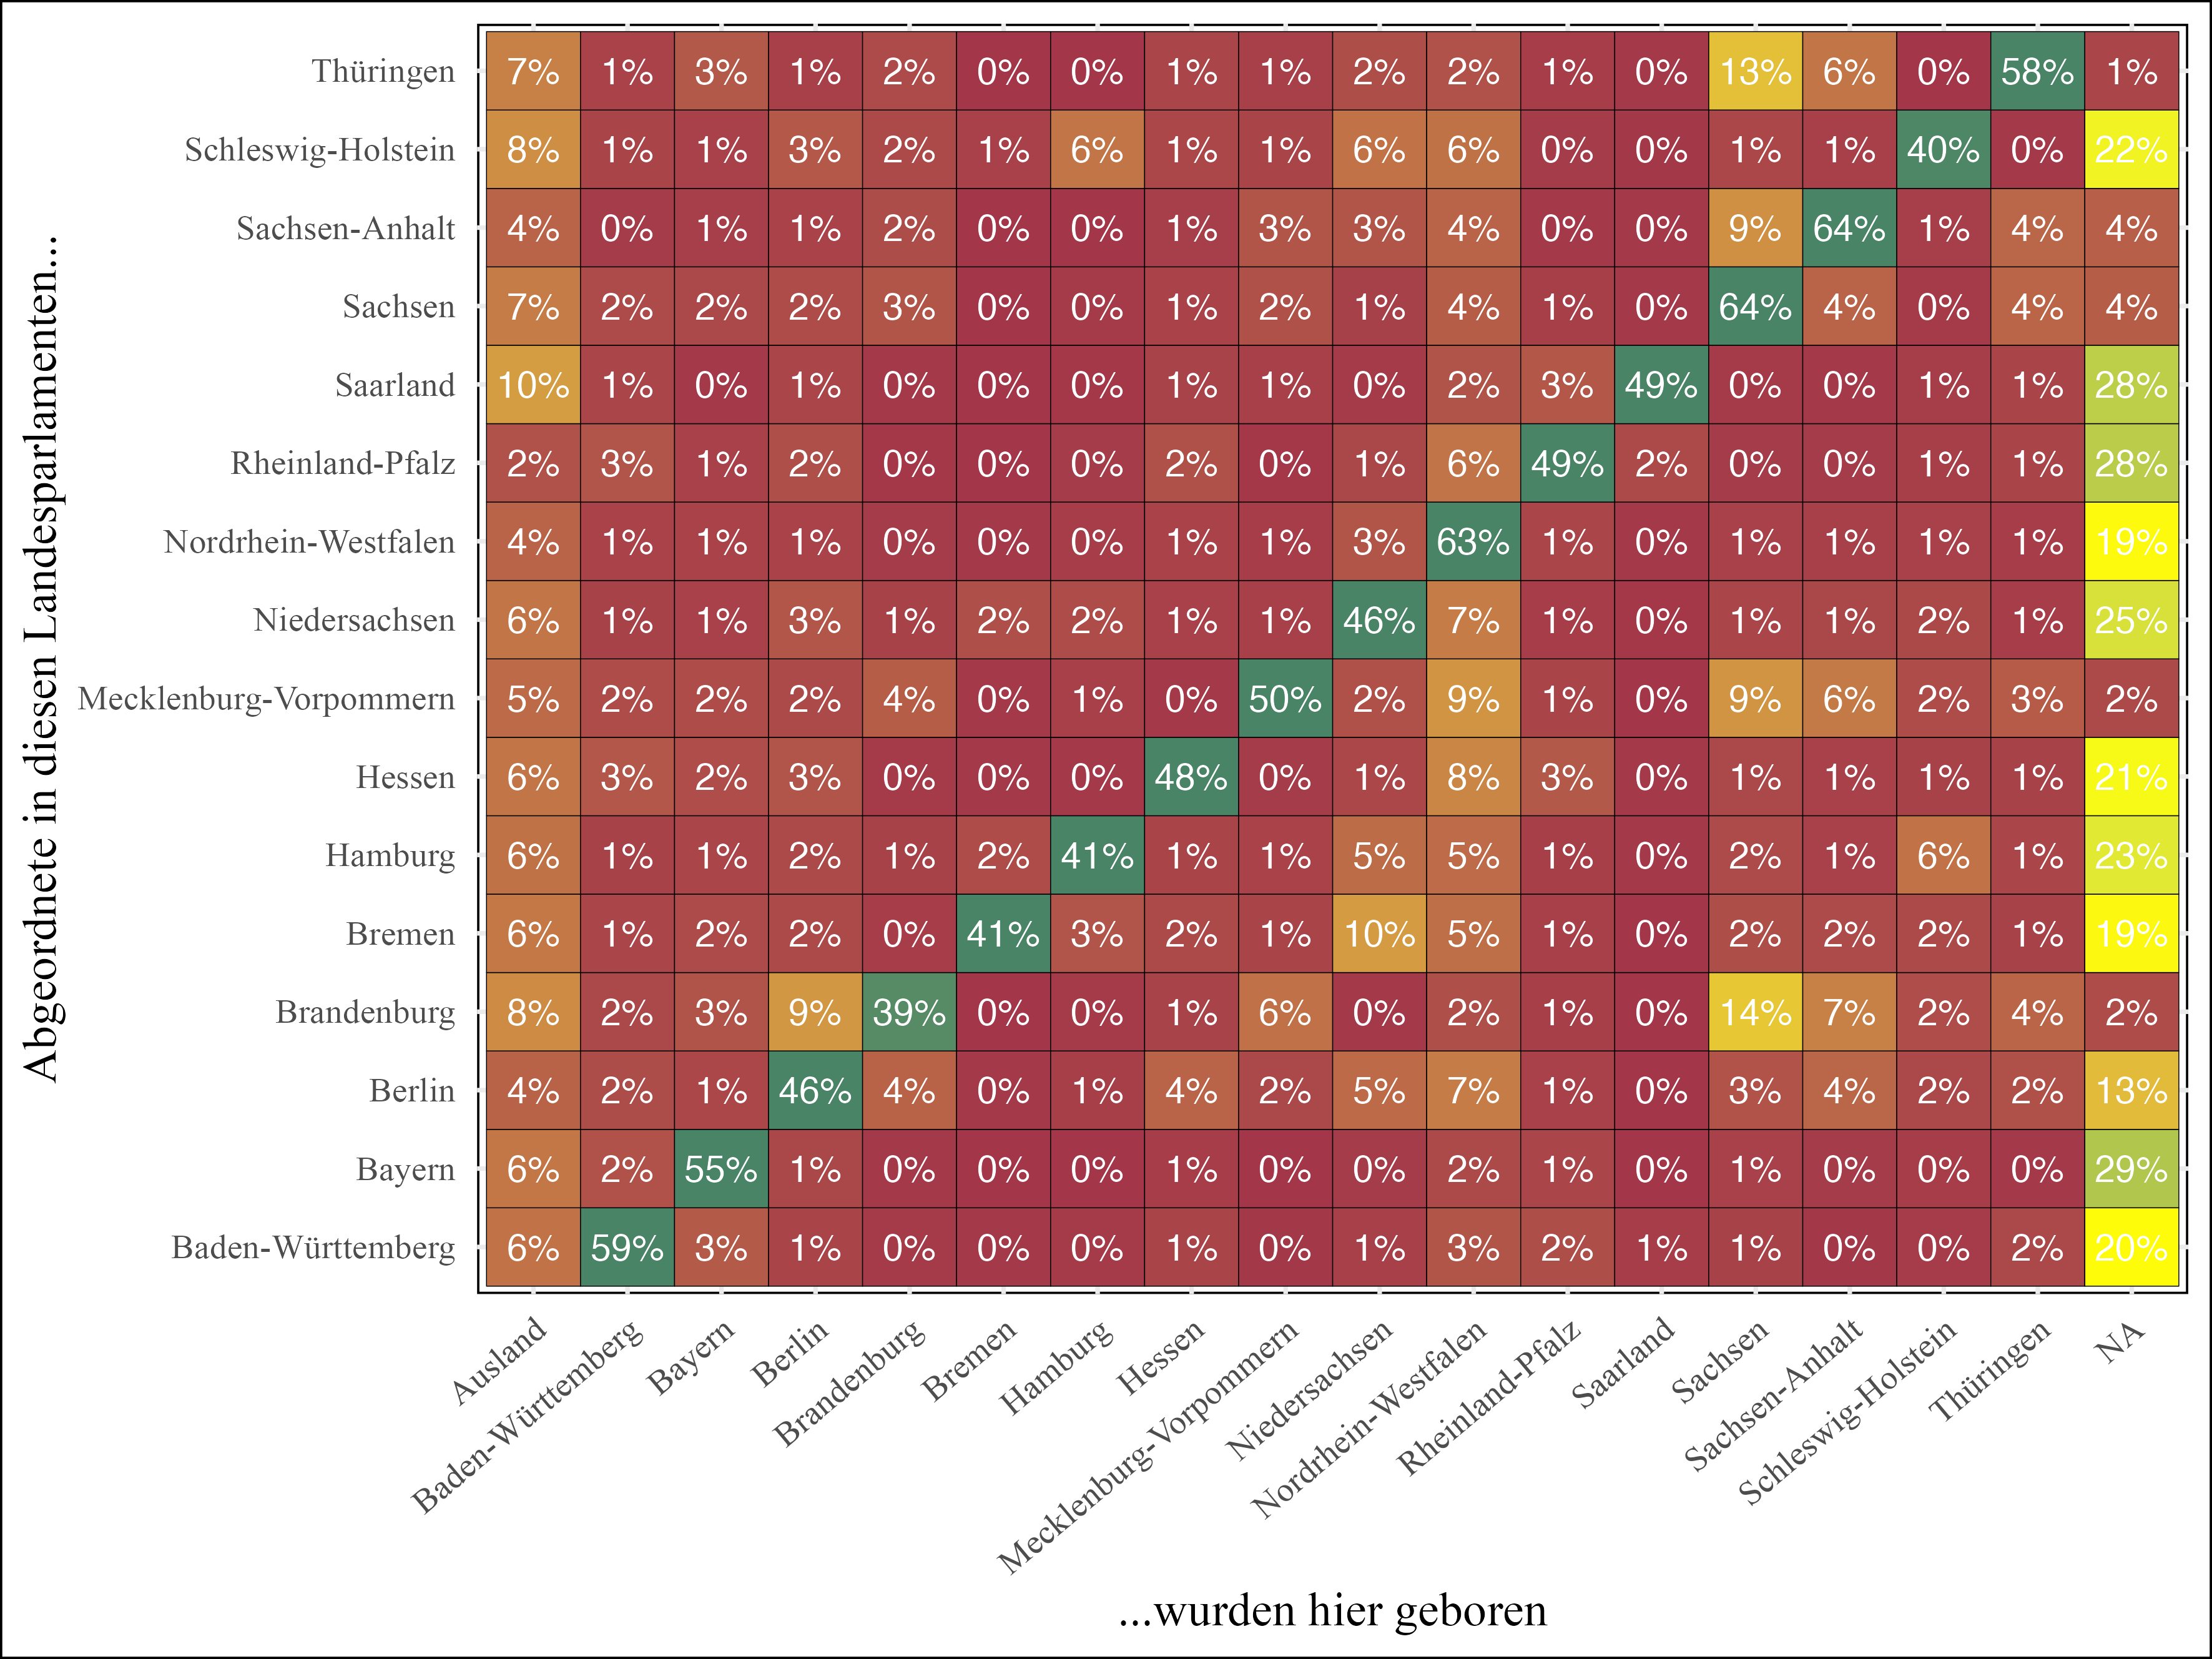 Abgeordnete in diesen Landesparlamenten...
Thüringen 7% 1% 3% 1% 2% 0% 0% 1% 1% 2% 2% 1% 0% 13% 6% 0% 58% 1%
Schleswig-Holstein 8% 1% 1% 3% 2% 1% 6% 1% 1% 6% 6% 0% 0% 1% 1% 40% 0% 22%
Sachsen-Anhalt 4% 0% 1% 1% 2% 0% 0% 1% 3% 3% 4% 0% 0% 9% 64% 1% 4% 4%
Sachsen 7% 2% 2% 2% 3% 0% 0% 1% 2% 1% 4% 1% 0% 64% 4% 0% 4% 4%
Saarland 10% 1% 0% 1% 0% 0% 0% 1% 1% 0% 2% 3% 49% 0% 0% 1% 1% 28%
Rheinland-Pfalz 2% 3% 1% 2% 0% 0% 0% 2% 0% 1% 6% 49% 2% 0% 0% 1% 1% 28%
Nordrhein-Westfalen 4% 1% 1% 1% 0% 0% 0% 1% 1% 3% 63% 1% 0% 1% 1% 1% 1% 19%
Niedersachsen 6% 1% 1% 3% 1% 2% 2% 1% 1% 46% 7% 1% 0% 1% 1% 2% 1% 25%
Mecklenburg-Vorpommern 5% 2% 2% 2% 4% 0% 1% 0% 50% 2% 9% 1% 0% 9% 6% 2% 3% 2%
Hessen 6% 3% 2% 3% 0% 0% 0% 48% 0% 1% 8% 3% 0% 1% 1% 1% 1% 21%
Hamburg 6% 1% 1% 2% 1% 2% 41% 1% 1% 5% 5% 1% 0% 2% 1% 6% 1% 23%
Bremen 6% 1% 2% 2% 0% 41% 3% 2% 1% 10% 5% 1% 0% 2% 2% 2% 1% 19%
Brandenburg 8% 2% 3% 9% 39% 0% 0% 1% 6% 0% 2% 1% 0% 14% 7% 2% 4% 2%
Berlin 4% 2% 1% 46% 4% 0% 1% 4% 2% 5% 7% 1% 0% 3% 4% 2% 2% 13%
Bayern 6% 2% 55% 1% 0% 0% 0% 1% 0% 0% 2% 1% 0% 1% 0% 0% 0% 29%
Baden-Württemberg 6% 59% 3% 1% 0% 0% 0% 1% 0% 1% 3% 2% 1% 1% 0% 0% 2% 20%
Ausland
Baden-Württemberg
Bayern
Berlin
Brandenburg
Bremen
Hamburg
Hessen
Mecklenburg-Vorpommern
Niedersachsen
Nordrhein-Westfalen
Rheinland-Pfalz
Saarland
Sachsen
Sachsen-Anhalt
Schleswig-Holstein
Thüringen
NA
...wurden hier geboren